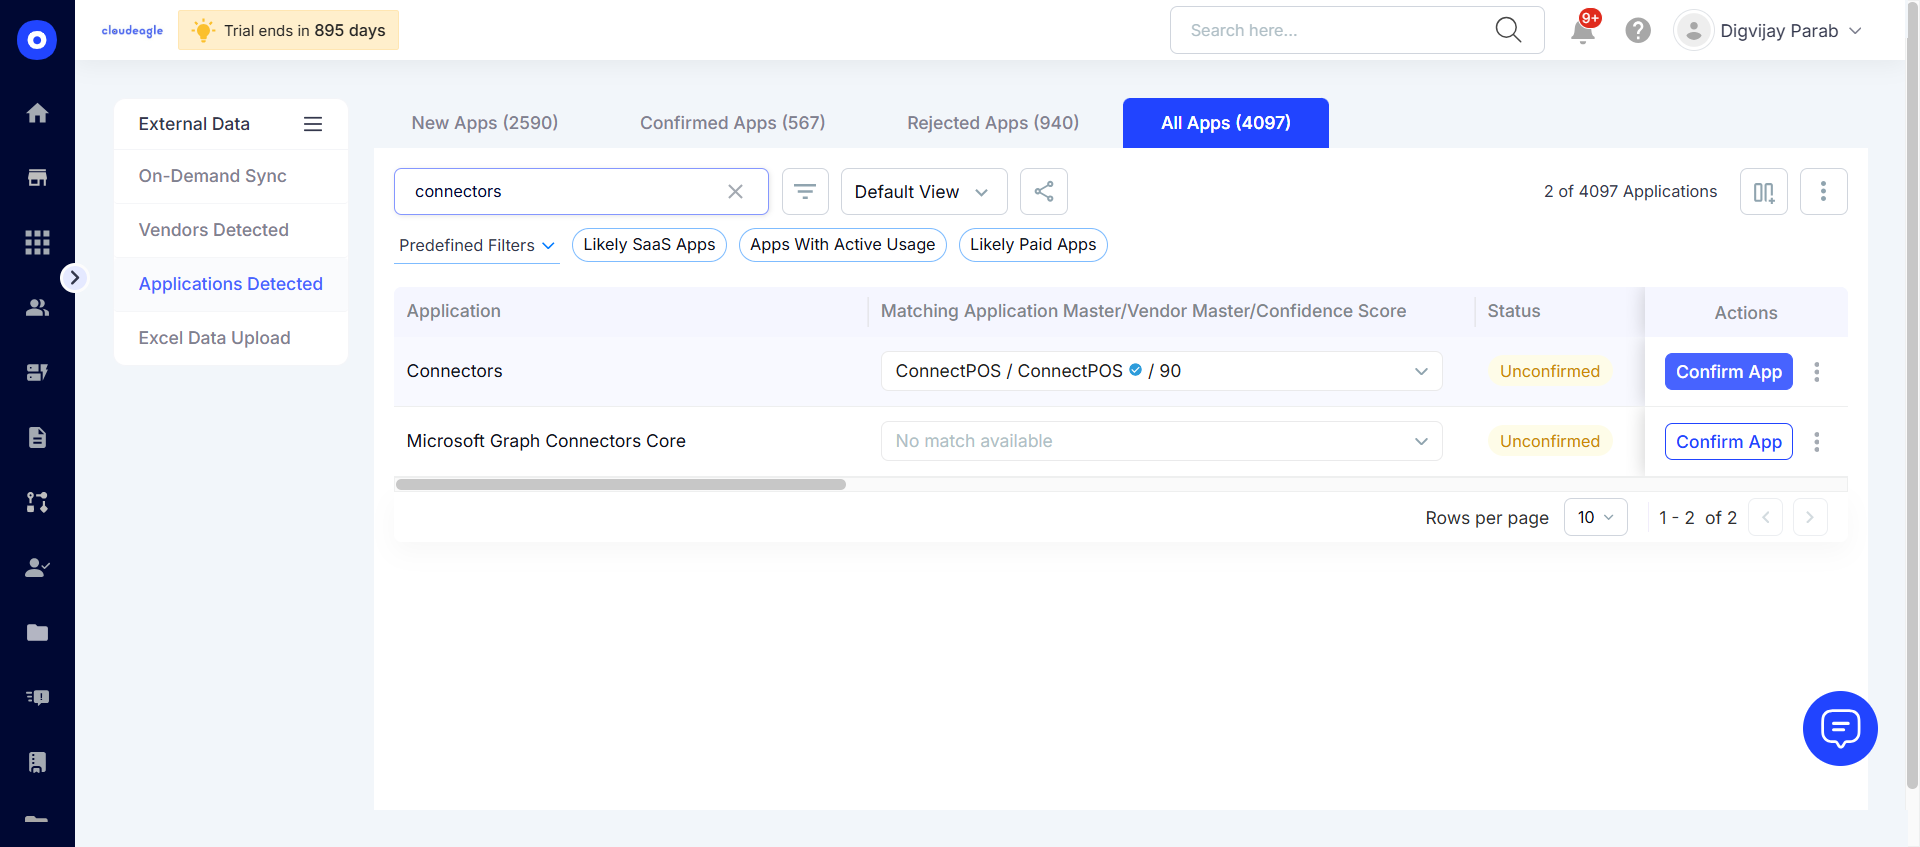 cloudeagle
Trial ends in 895 days
Search here...
9+
Digvijay Parab
External Data
On-Demand Sync
Vendors Detected
Applications Detected
Excel Data Upload
New Apps (2590)
Confirmed Apps (567)
Rejected Apps (940)
All Apps (4097)
connectors
Default View
2 of 4097 Applications
Predefined Filters
Likely SaaS Apps
Apps With Active Usage
Likely Paid Apps
Application
Matching Application Master/Vendor Master/Confidence Score
Status
Actions
Connectors
ConnectPOS / ConnectPOS / 90
Unconfirmed
Confirm App
Microsoft Graph Connectors Core
No match available
Unconfirmed
Confirm App
Rows per page
10
1 - 2 of 2